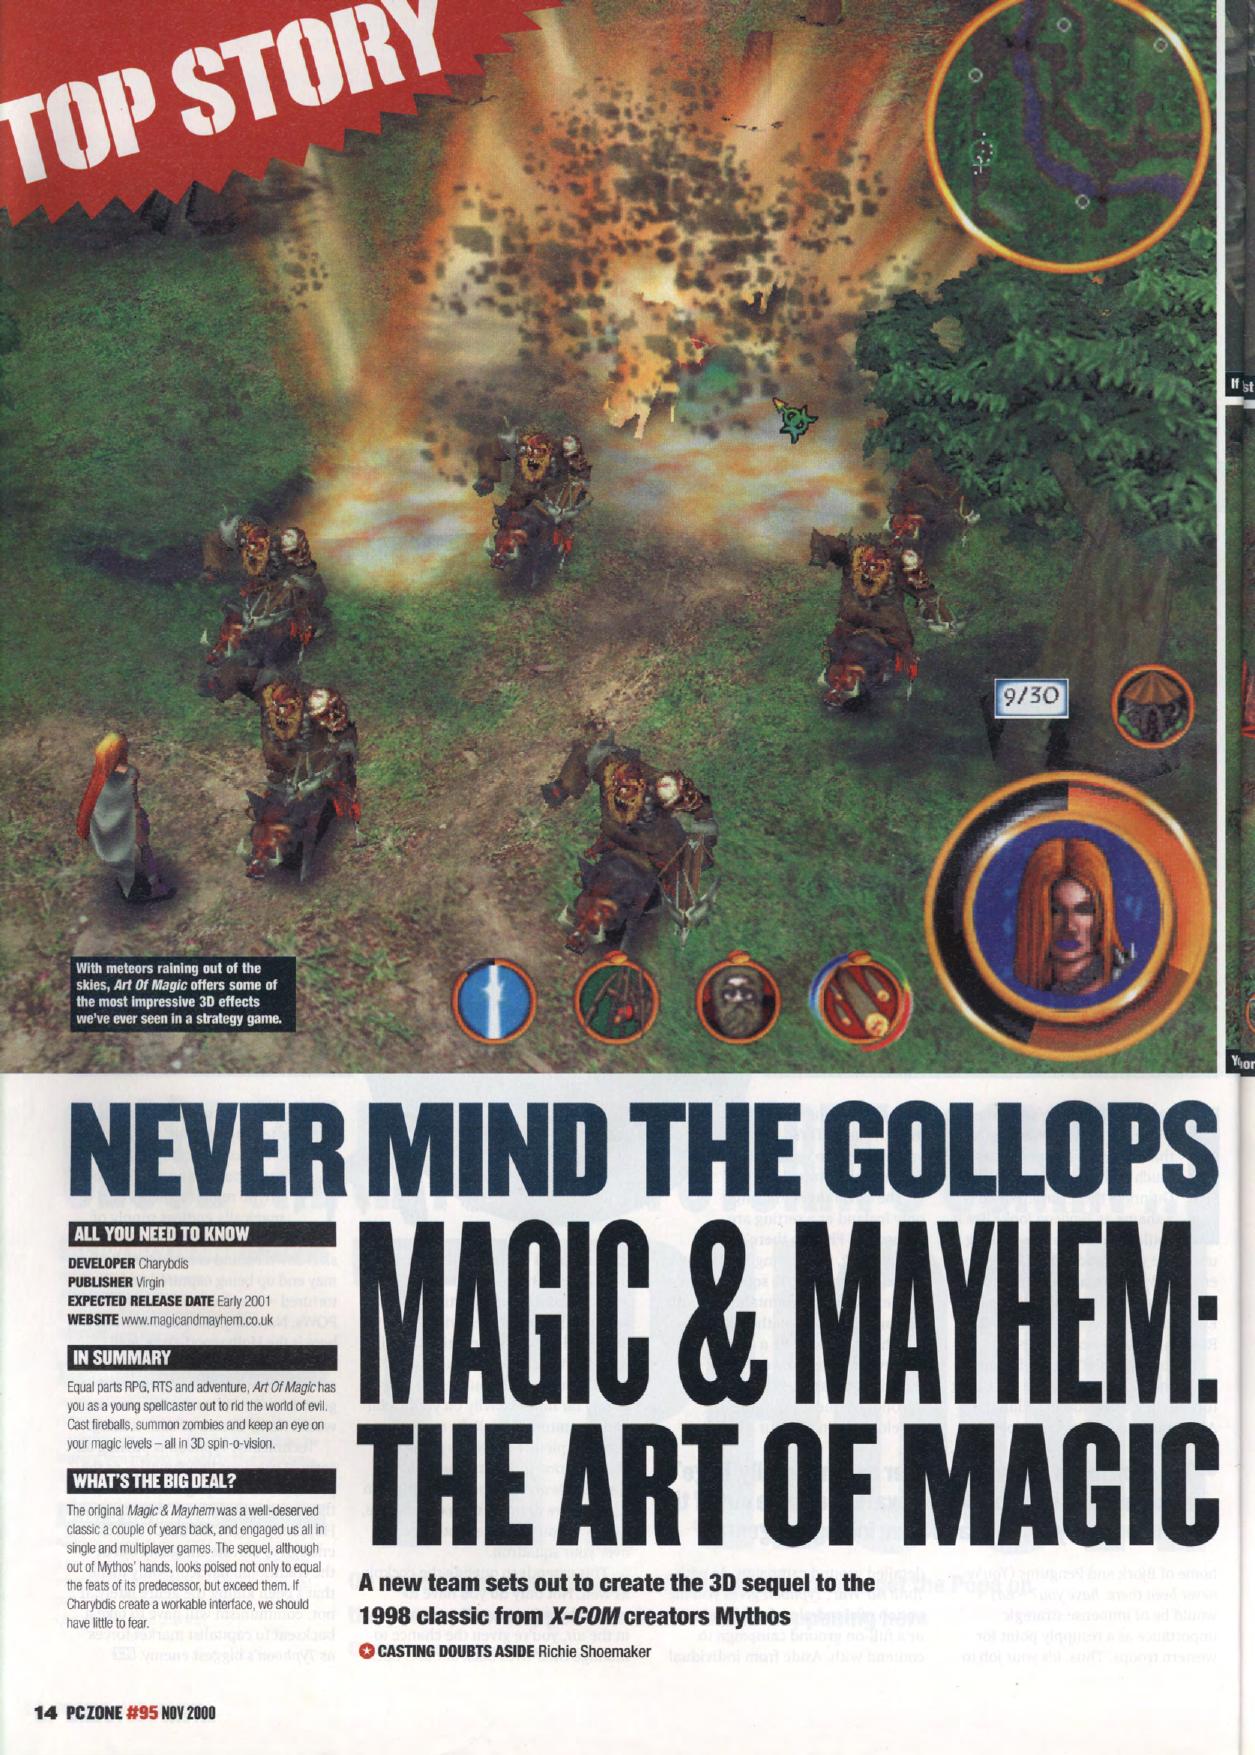 TOP STORY
9/30
If
st
With meteors raining out of the
skies, Art Of Magic offers some of
the most impressive 3D effects
we've ever seen in a strategy game.
NEVER MIND THE GOLLOPS
MAGIC & MAYHEM:
THE ART OF MAGIC
ALL YOU NEED TO KNOW
DEVELOPER Charybdis
PUBLISHER Virgin
EXPECTED RELEASE DATE Early 2001
WEBSITE www.magicandmayhem.co.uk
IN SUMMARY
Equal parts RPG, RTS and adventure, Art Of Magic has
you as a young spellcaster out to rid the world of evil.
Cast fireballs, summon zombies and keep an eye on
your magic levels – all in 3D spin-o-vision.
WHAT'S THE BIG DEAL?
The original Magic & Mayhem was a well-deserved
classic a couple of years back, and engaged us all in
single and multiplayer games. The sequel, although
out of Mythos' hands, looks poised not only to equal
the feats of its predecessor, but exceed them. If
Charybdis create a workable interface, we should
have little to fear.
A new team sets out to create the 3D sequel to the
1998 classic from X-COM creators Mythos
CASTING DOUBTS ASIDE Richie Shoemaker
14 PCZONE #95 NOV 2000